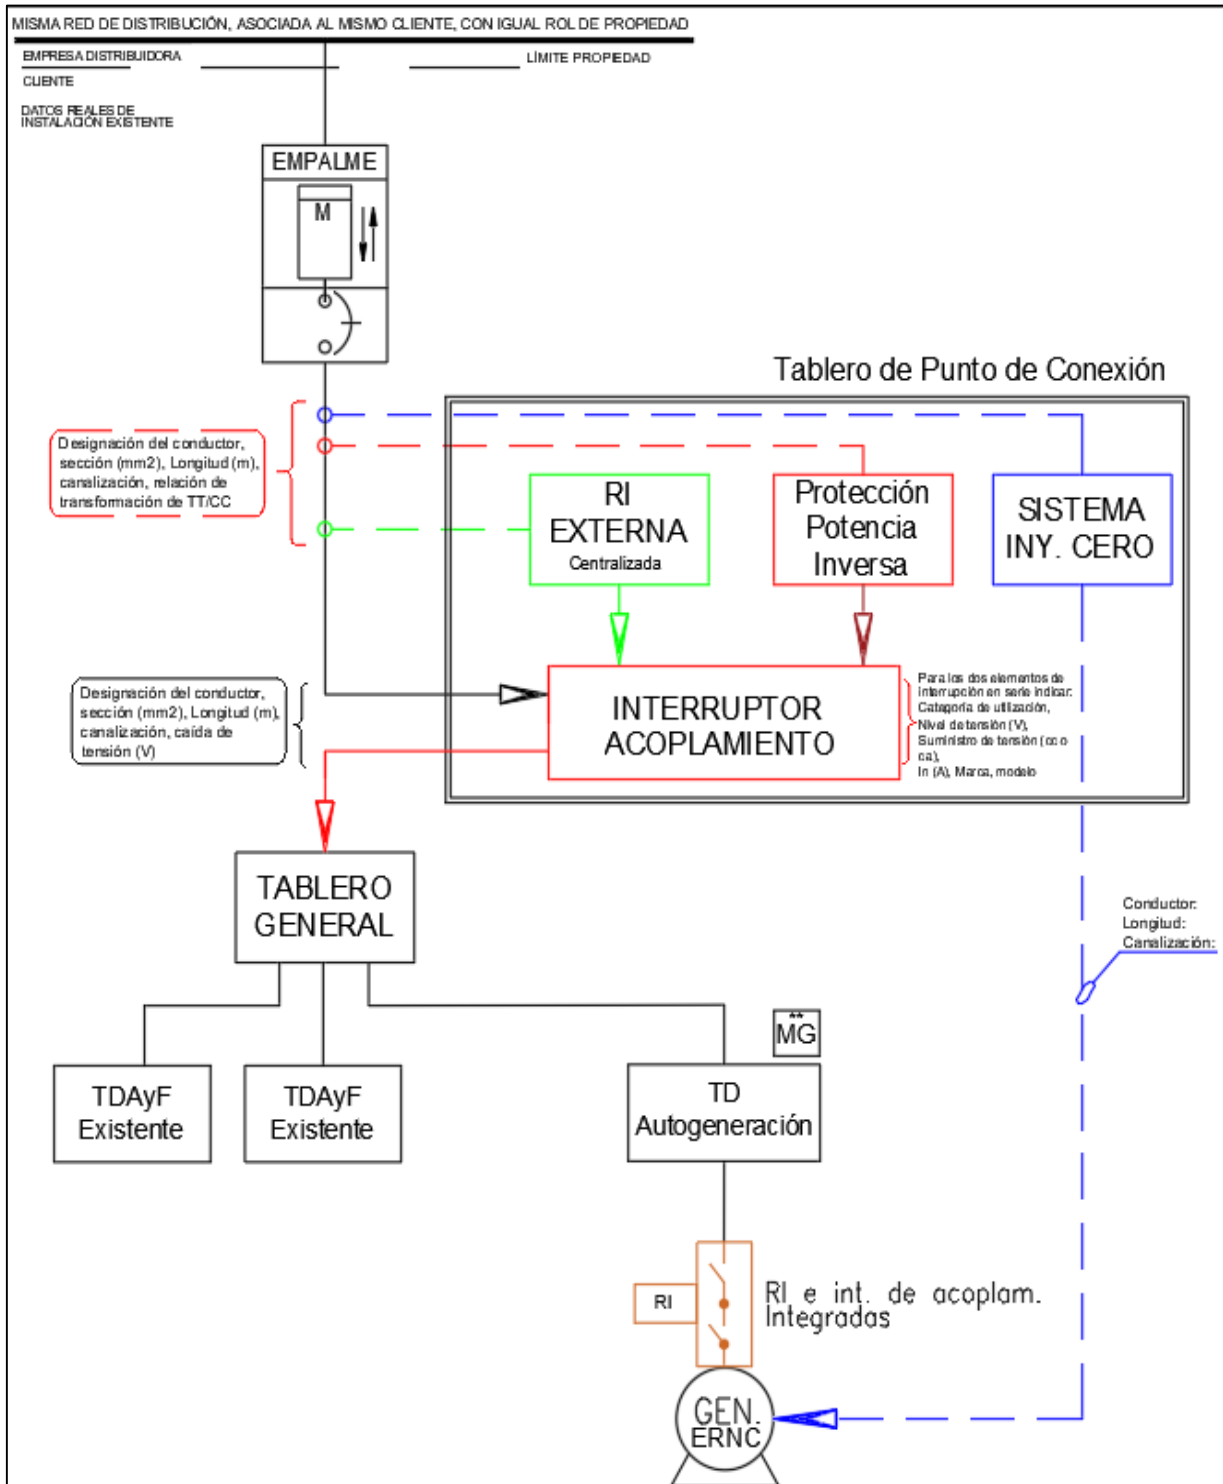 MISMA RED DE DISTRIBUCIÓN, ASOCIADA AL MISMO CLIENTE, CON IGUAL ROL DE PROPIEDAD
EMPRESA DISTRIBUIDORA
LÍMITE PROPIEDAD
CLIENTE
DATOS REALES DE
INSTALACIÓN EXISTENTE
EMPALME
M
Tablero de Punto de Conexión
Designación del conductor,
sección (mm2), Longitud (m),
canalización, relación de
transformación de TT/CC
RI
EXTERNA
Centralizada
Protección
Potencia
Inversa
SISTEMA
INY. CERO
Designación del conductor,
sección (mm2), Longitud (m),
canalización, caída de
tensión (V)
INTERRUPTOR
ACOPLAMIENTO
Para los dos elementos de
interrupción en serie indicar:
Categoría de utilización,
Nivel de tensión (V),
Suministro de tensión (cc o
ca),
In (A), Marca, modelo
TABLERO
GENERAL
Conductor:
Longitud:
Canalización:
**
MG
TDAyF
Existente
TDAyF
Existente
TD
Autogeneración
RI
RI e int. de acoplam.
Integradas
GEN.
ERNC